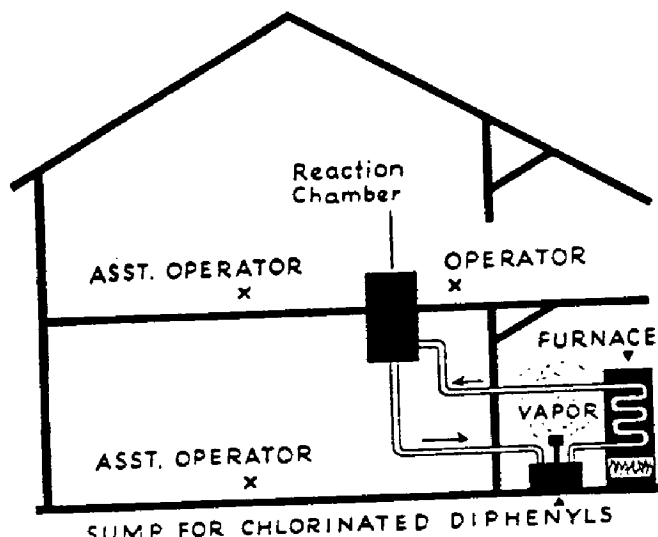 Reaction
Chamber
ASST. OPERATOR
x
OPERATOR
x
FURNACE
VAPOR
ASST. OPERATOR
x
SUMP FOR CHLORINATED DIPHENYLS